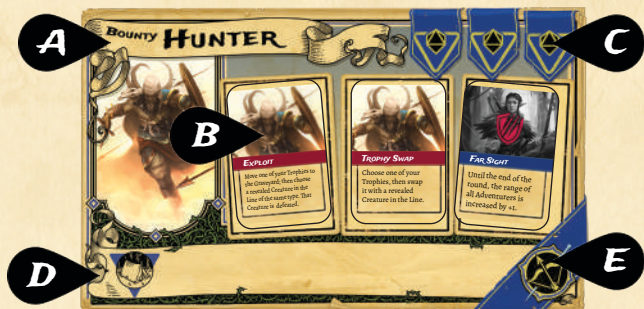 A
BOUNTY HUNTER
C
B
EXPLOIT
Move one of your Trophies to
the Graveyard, then choose
a revealed Creature in the
Line of the same type. That
Creature is defeated.
TROPHY SWAP
Choose one of your
Trophies, then swap
it with a revealed
Creature in the Line.
FAR SIGHT
Until the end of the
round, the range of
all Adventurers is
increased by +1.
D
E